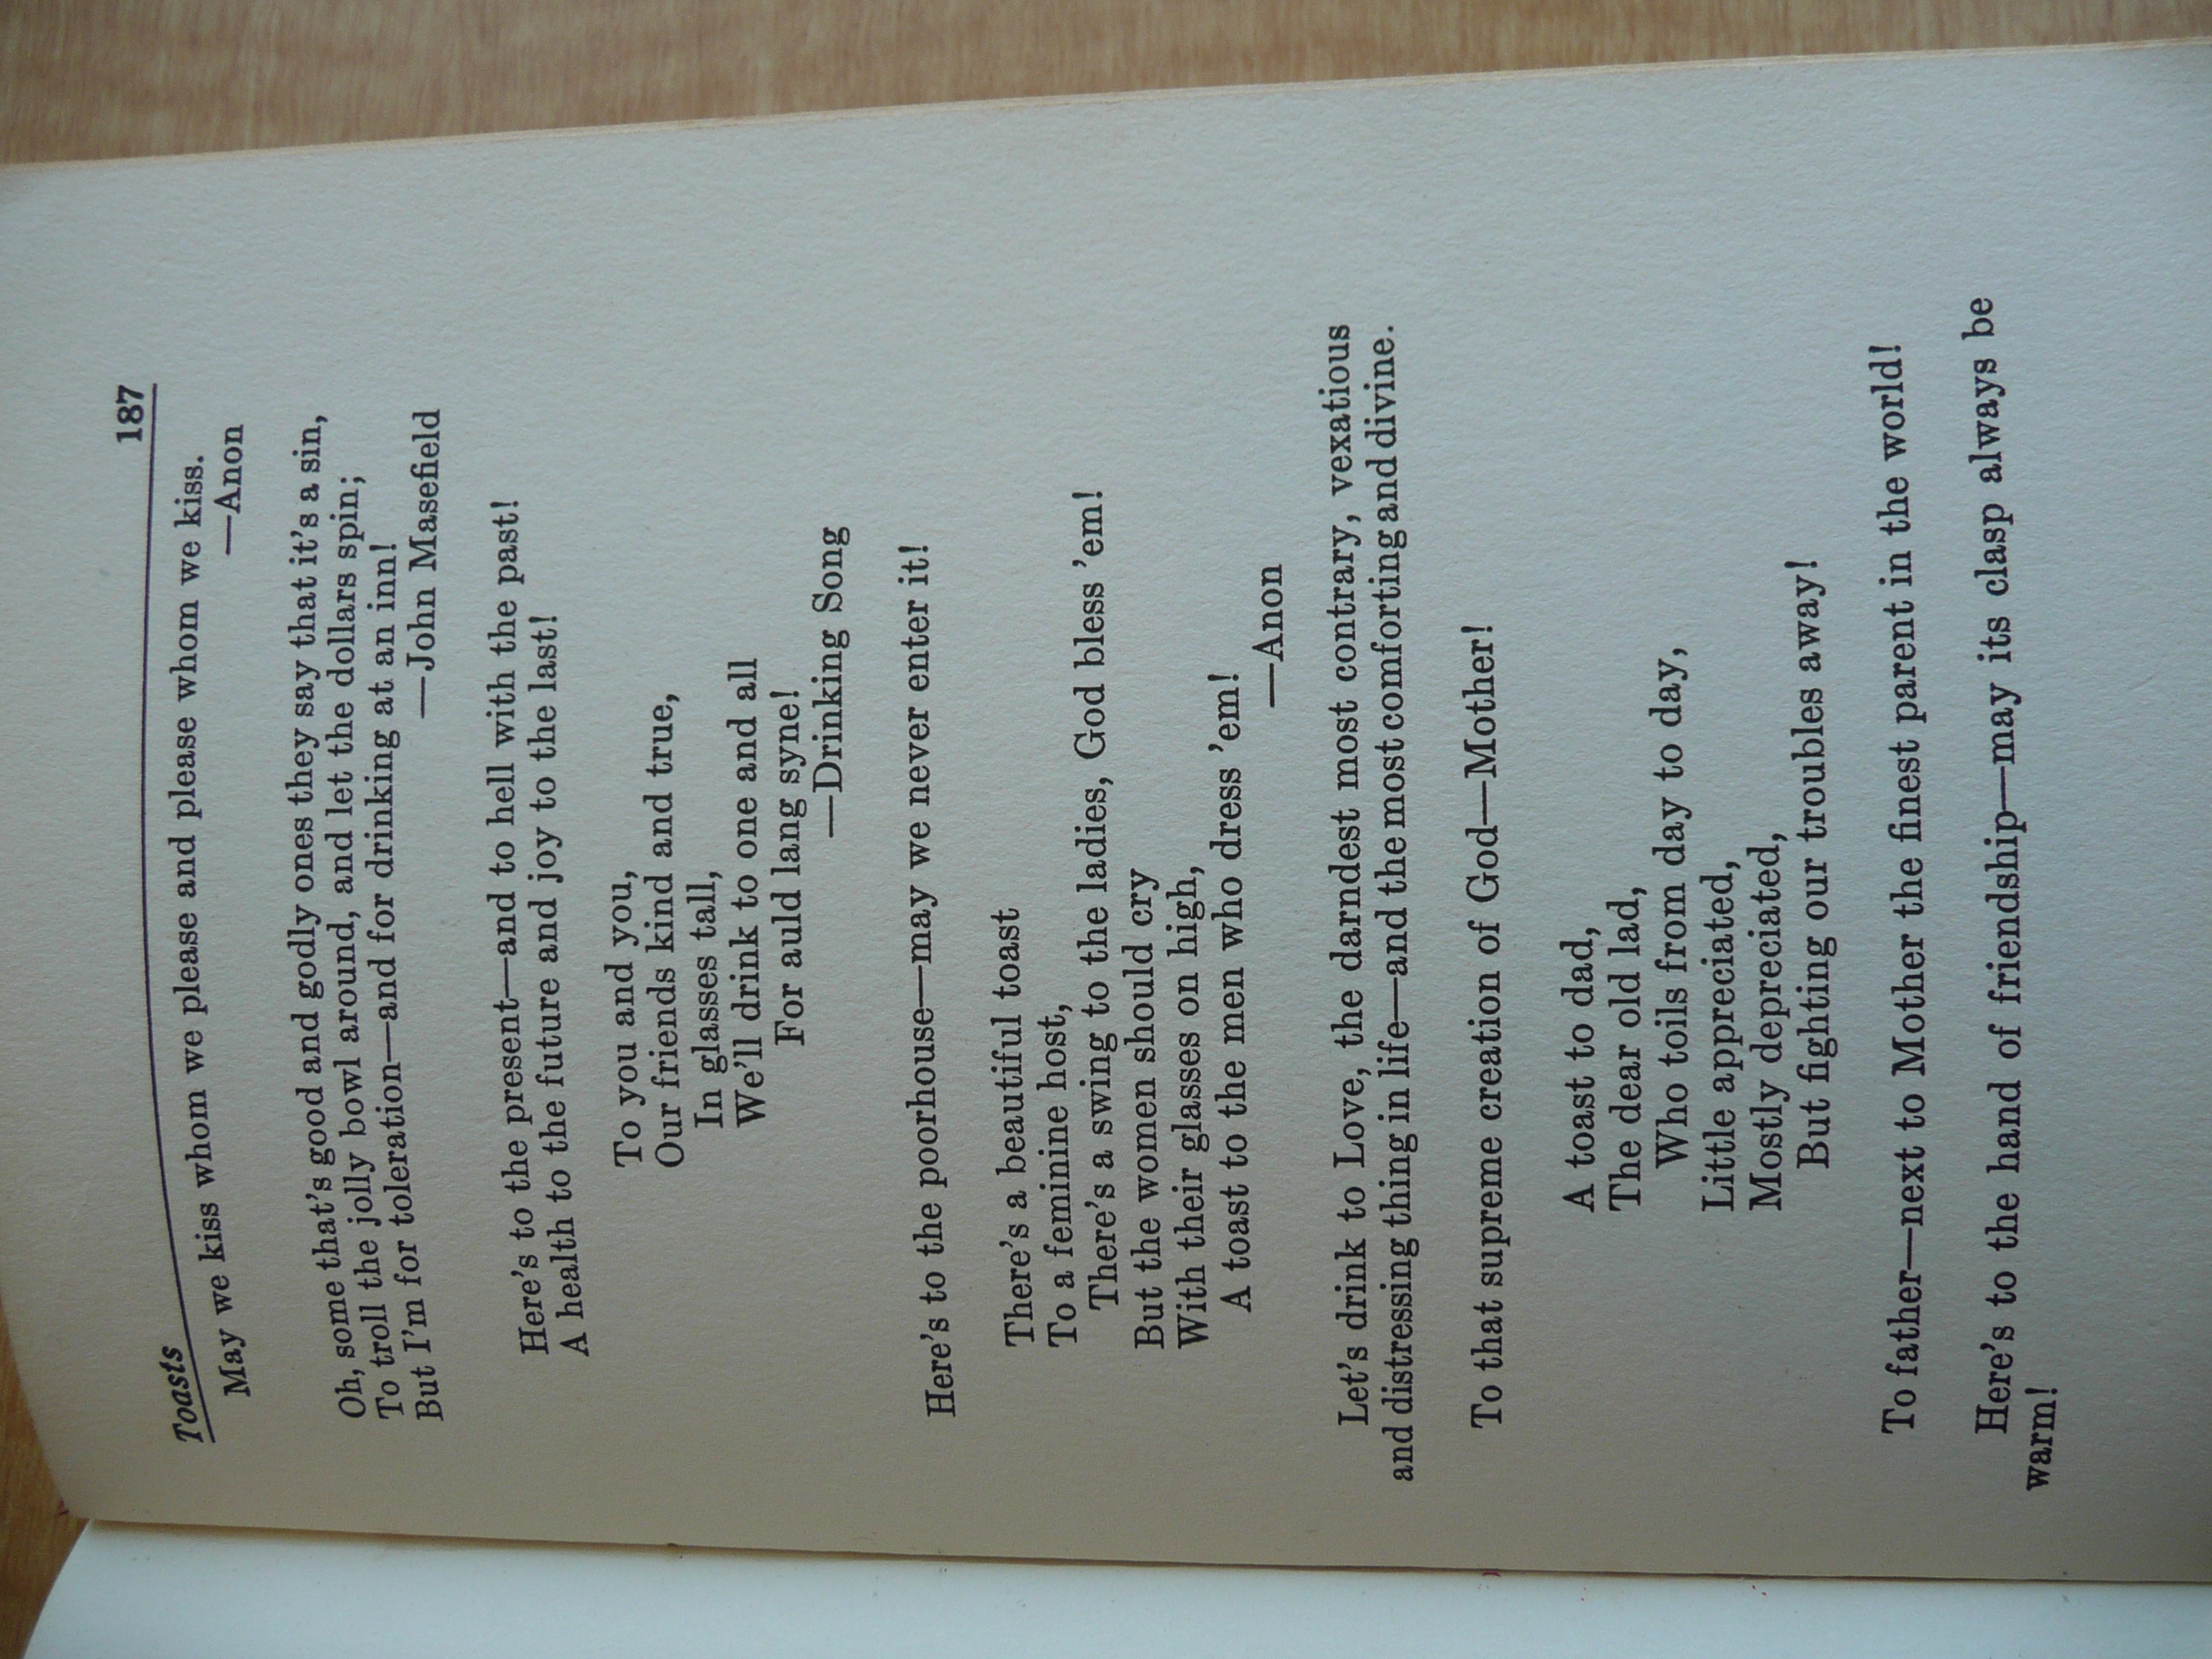 Toasts 187
May we kiss whom we please and please whom we kiss.
—Anon
Oh, some that's good and godly ones they say that it's a sin,
To troll the jolly bowl around, and let the dollars spin;
But I'm for toleration—and for drinking at an inn!
—John Masefield
Here's to the present—and to hell with the past!
A health to the future and joy to the last!
To you and you,
Our friends kind and true,
In glasses tall,
We'll drink to one and all
For auld lang syne!
—Drinking Song
Here's to the poorhouse—may we never enter it!
There's a beautiful toast
To a feminine host,
There's a swing to the ladies, God bless 'em!
But the women should cry
With their glasses on high,
A toast to the men who dress 'em!
—Anon
Let's drink to Love, the darndest most contrary, vexatious
and distressing thing in life—and the most comforting and divine.
To that supreme creation of God—Mother!
A toast to dad,
The dear old lad,
Who toils from day to day,
Little appreciated,
Mostly depreciated,
But fighting our troubles away!
To father—next to Mother the finest parent in the world!
Here's to the hand of friendship—may its clasp always be
warm!